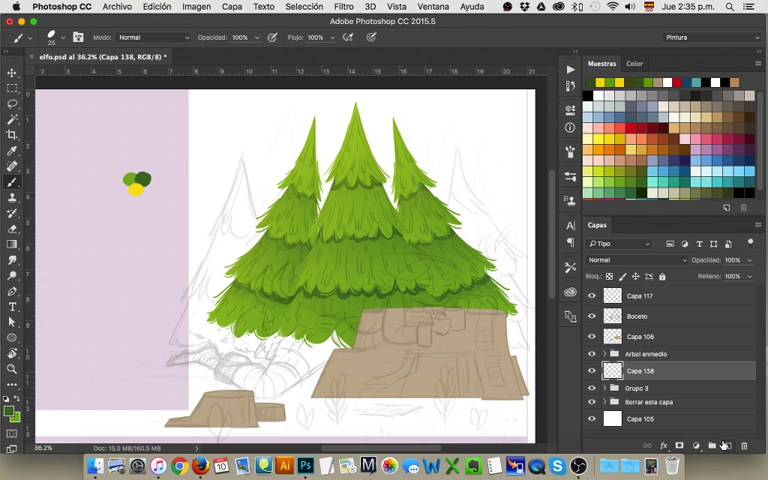 Photoshop CC Archivo Edición Imagen Capa Texto Selección Filtro 3D Vista Ventana Ayuda Jue 2:35 p.m.
Adobe Photoshop CC 2015.5
25 Modo: Normal Opacidad: 100% Flujo: 100% Pintura
elfo.psd al 36.2% (Capa 138, RGB/8) *
Muestras Color
Capas
Tipo
Normal Opacidad: 100%
Bloq.: Relleno: 100%
Capa 117
Boceto
Capa 106
Arbol enmedio
Capa 138
Grupo 3
Borrar esta capa
Capa 105
36.2% Doc: 15.0 MB/160.5 MB